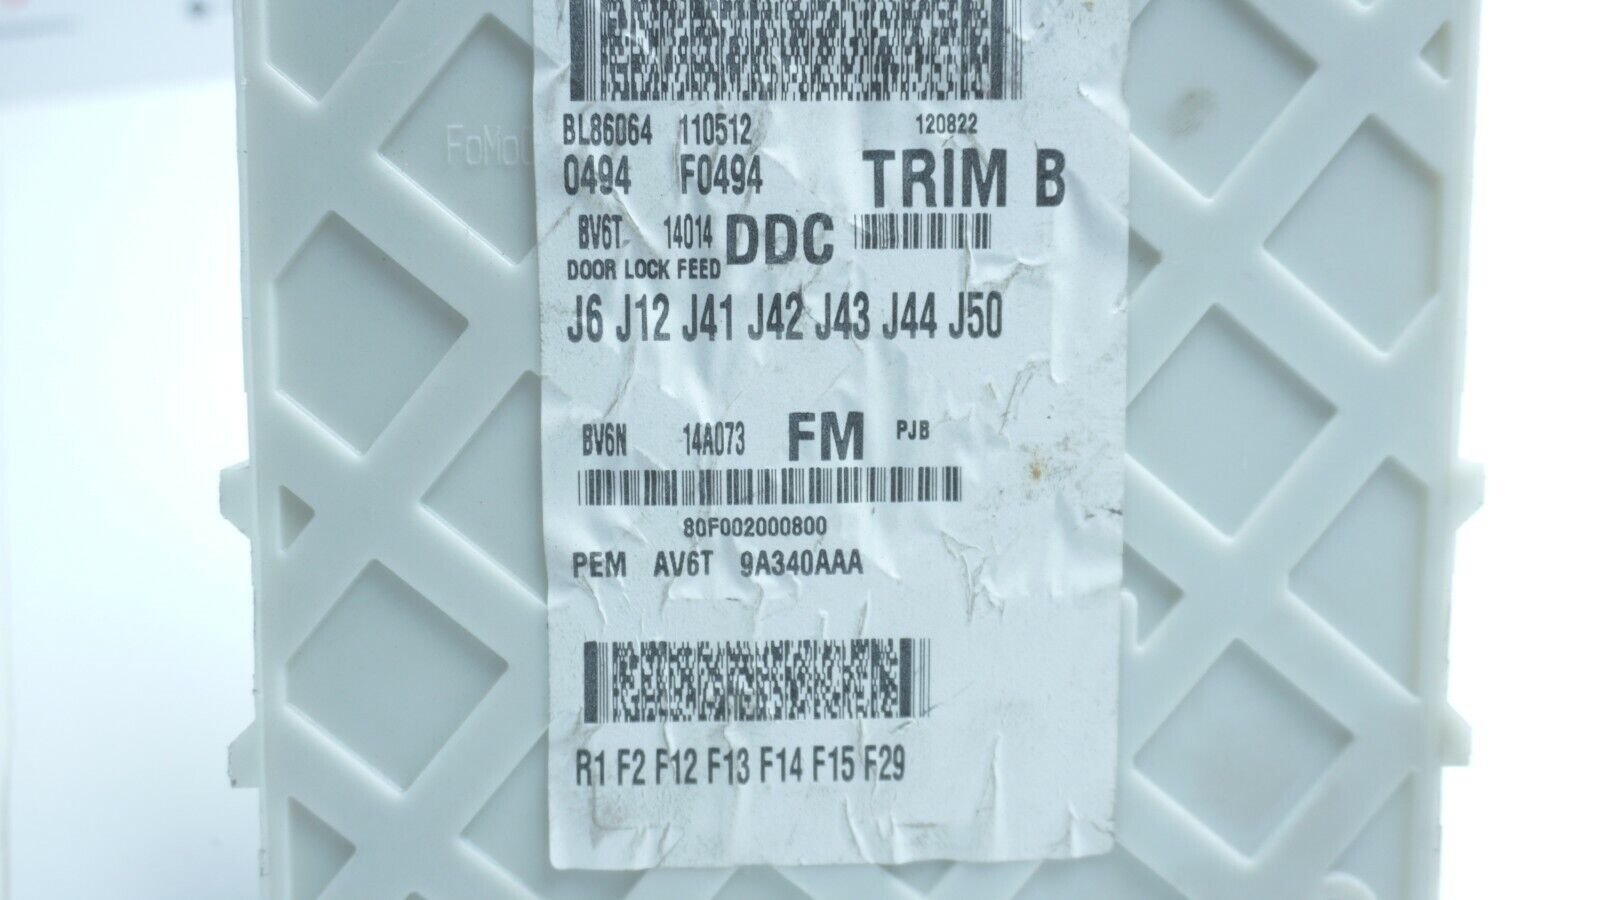 BL86064 110512 120822
0494 F0494 TRIM B
FoMoC
BV6T 14014 DDC
DOOR LOCK FEED
J6 J12 J41 J42 J43 J44 J50
BV6N 14A073 FM PJB
80F002000800
PEM AV6T 9A340AAA
R1 F2 F12 F13 F14 F15 F29